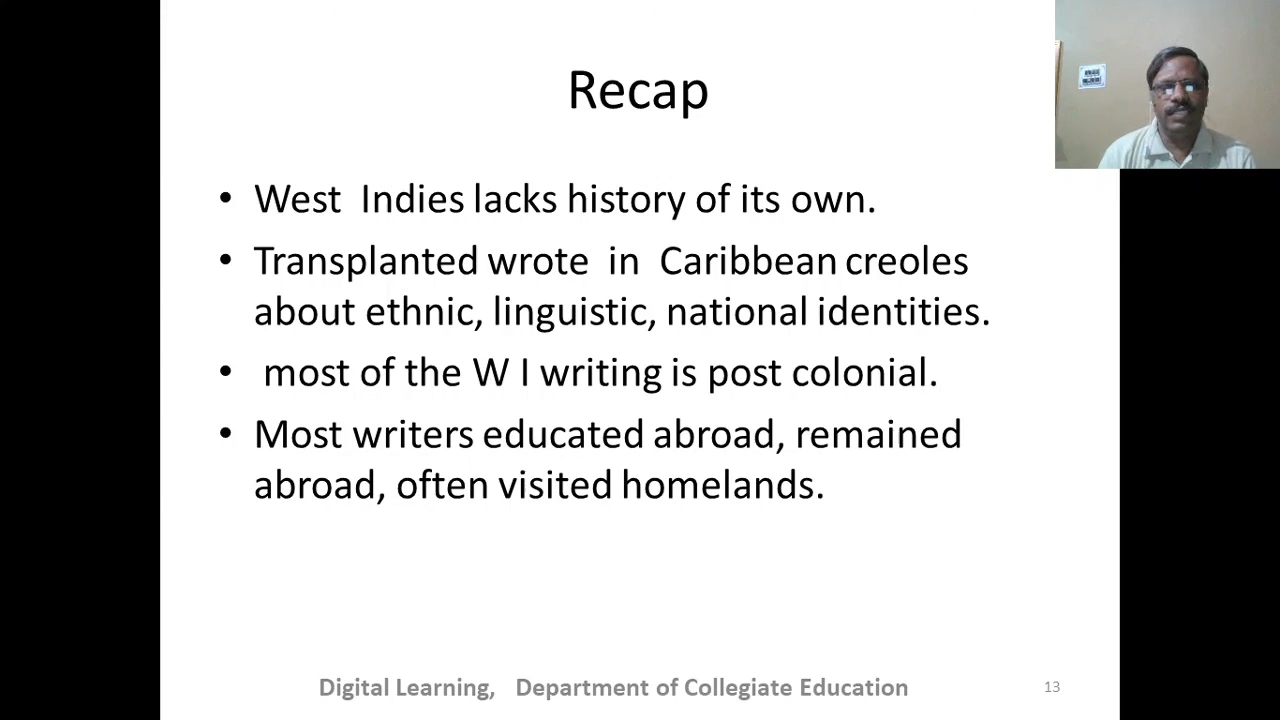 Recap
• West Indies lacks history of its own.
• Transplanted wrote in Caribbean creoles
about ethnic, linguistic, national identities.
• most of the W I writing is post colonial.
• Most writers educated abroad, remained
abroad, often visited homelands.
Digital Learning, Department of Collegiate Education
13